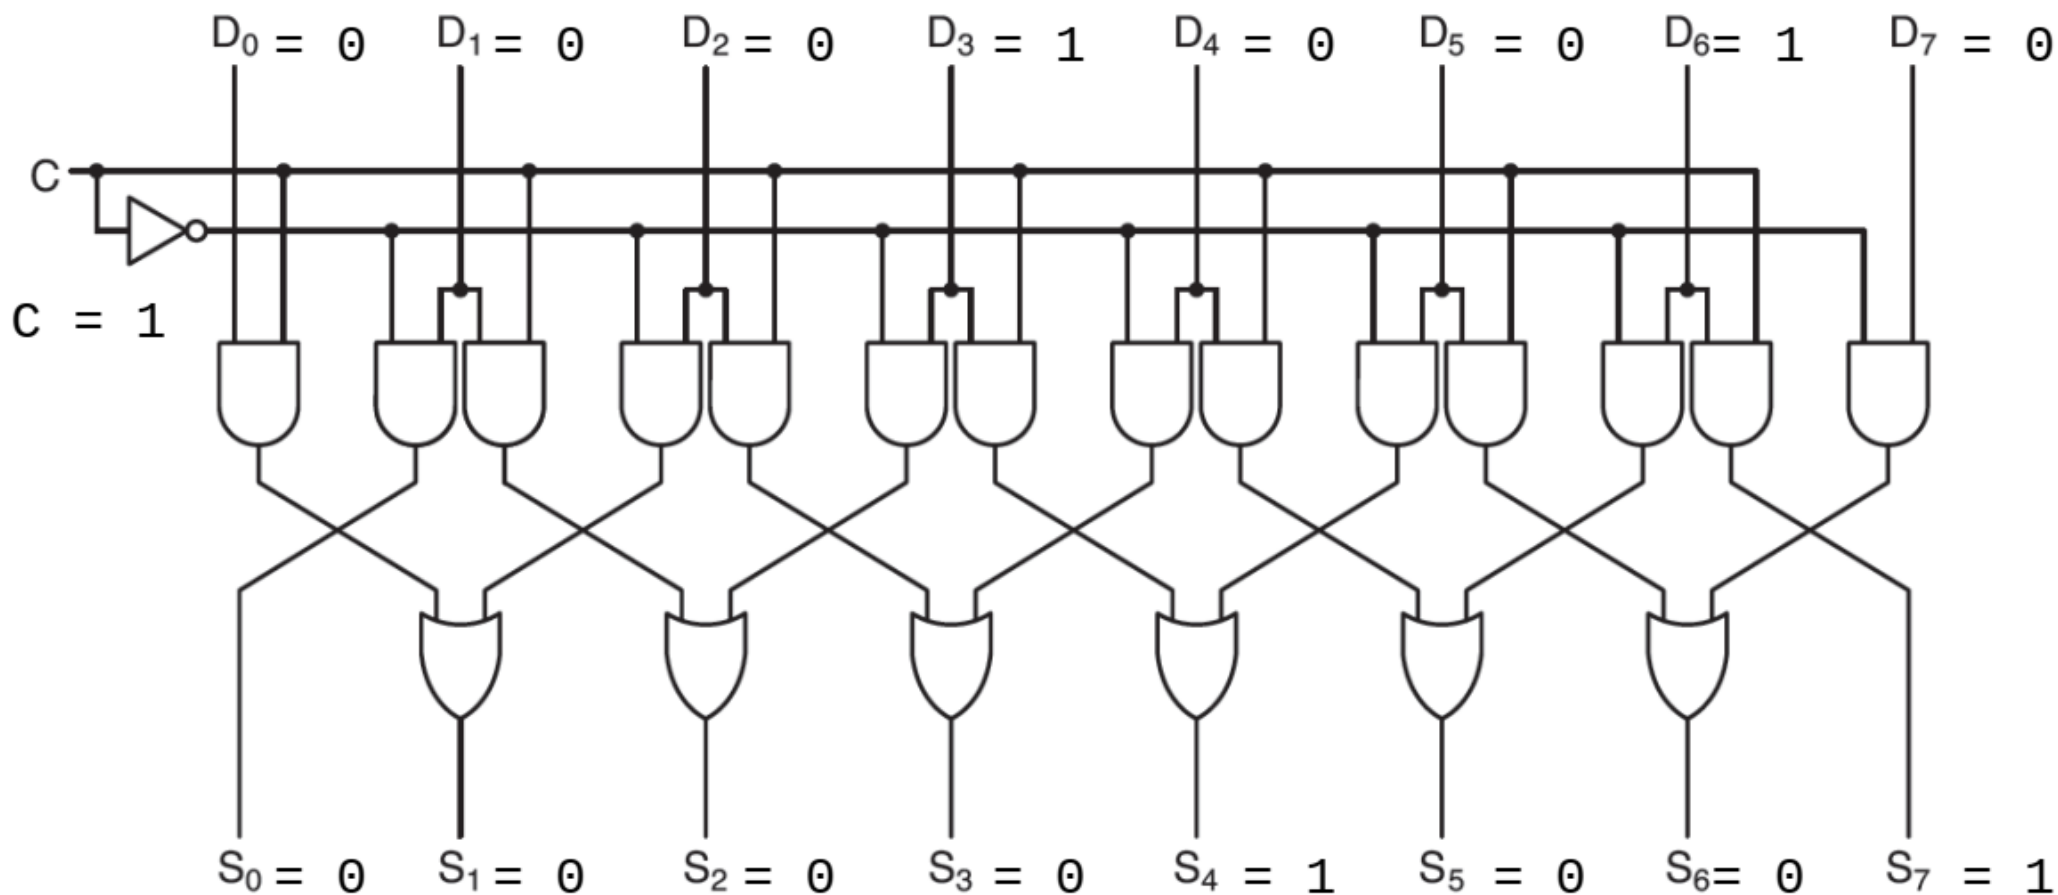 D₀ = 0 D₁ = 0 D₂ = 0 D₃ = 1 D₄ = 0 D₅ = 0 D₆= 1 D₇ = 0
C
C = 1
S₀ = 0 S₁ = 0 S₂ = 0 S₃ = 0 S₄ = 1 S₅ = 0 S₆= 0 S₇ = 1